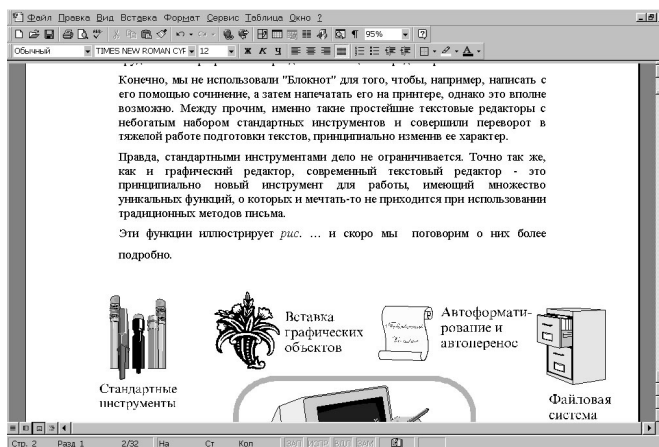 Файл Правка Вид Вставка Формат Сервис Таблица Окно ?
95%
Обычный TIMES NEW ROMAN CYR 12 Ж К Ч
Конечно, мы не использовали "Блокнот" для того, чтобы, например, написать с
его помощью сочинение, а затем напечатать его на принтере, однако это вполне
возможно. Между прочим, именно такие простейшие текстовые редакторы с
небогатым набором стандартных инструментов и совершили переворот в
тяжелой работе подготовки текстов, принципиально изменив ее характер.
Правда, стандартными инструментами дело не ограничивается. Точно так же,
как и графический редактор, современный текстовый редактор - это
принципиально новый инструмент для работы, имеющий множество
уникальных функций, о которых и мечтать-то не приходится при использовании
традиционных методов письма.
Эти функции иллюстрирует рис. ... и скоро мы поговорим о них более
подробно.
Стандартные
инструменты
Вставка
графических
объектов
Автоформати-
рование и
автоперенос
Файловая
система
Стр. 2 Разд 1 2/32 На Ст Кол ЗАП ИСПР ВДЛ ЗАМ